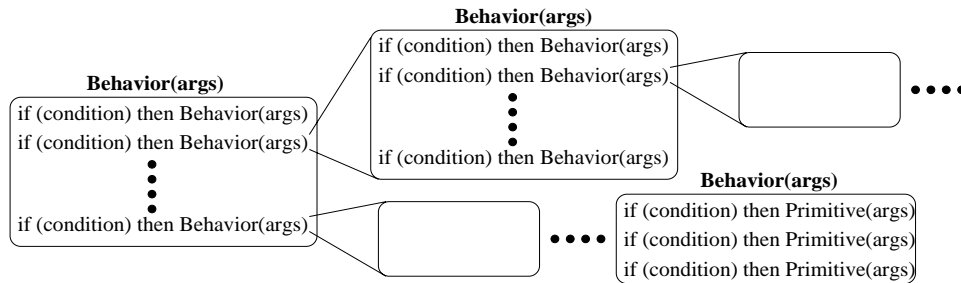 Behavior(args)
if (condition) then Behavior(args)
if (condition) then Behavior(args)
if (condition) then Behavior(args)
Behavior(args)
if (condition) then Behavior(args)
if (condition) then Behavior(args)
if (condition) then Behavior(args)
Behavior(args)
if (condition) then Primitive(args)
if (condition) then Primitive(args)
if (condition) then Primitive(args)